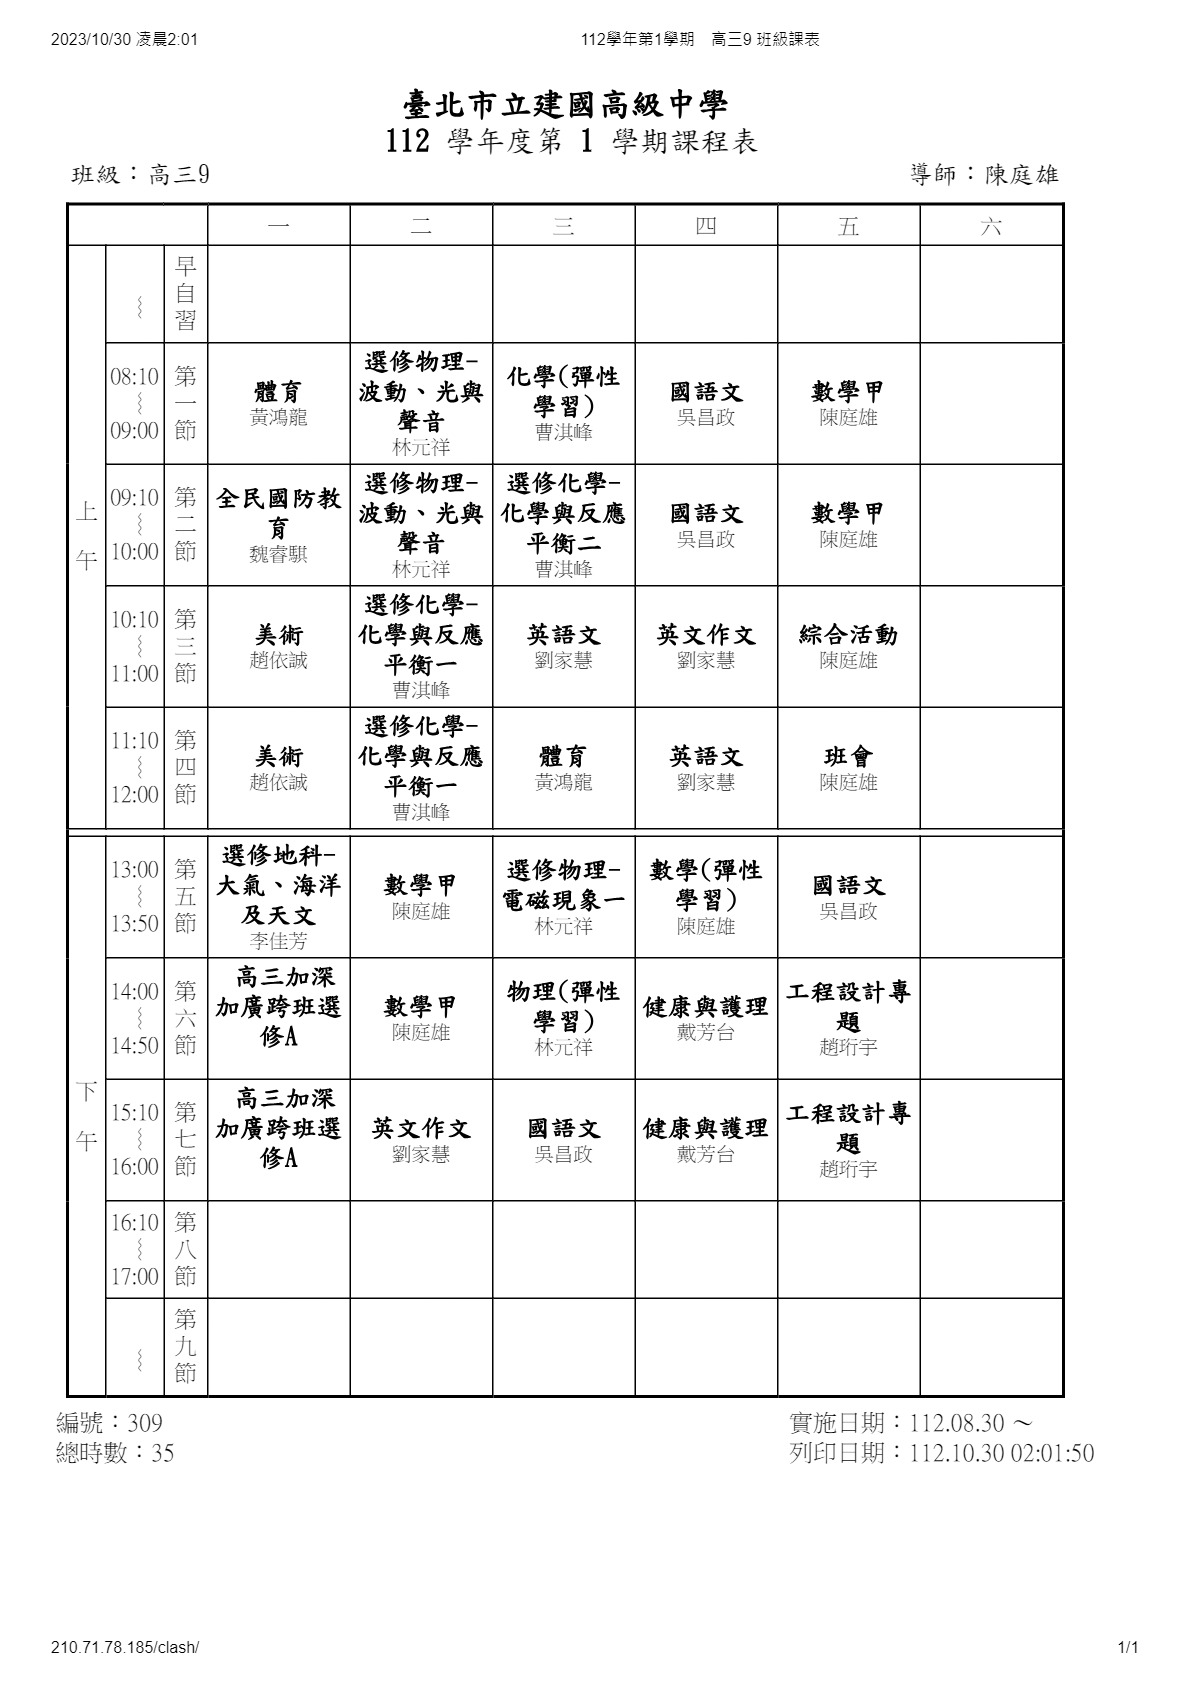 2023/10/30 凌晨2:01
112學年第1學期　高三9 班級課表
臺北市立建國高級中學
112 學年度第 1 學期課程表
班級：高三9
導師：陳庭雄
一
二
三
四
五
六
上
午
～
早
自
習
08:10
～
09:00
第
一
節
體育
黃鴻龍
選修物理-
波動、光與
聲音
林元祥
化學(彈性
學習)
曹淇峰
國語文
吳昌政
數學甲
陳庭雄
09:10
～
10:00
第
二
節
全民國防教
育
魏睿騏
選修物理-
波動、光與
聲音
林元祥
選修化學-
化學與反應
平衡二
曹淇峰
國語文
吳昌政
數學甲
陳庭雄
10:10
～
11:00
第
三
節
美術
趙依誠
選修化學-
化學與反應
平衡一
曹淇峰
英語文
劉家慧
英文作文
劉家慧
綜合活動
陳庭雄
11:10
～
12:00
第
四
節
美術
趙依誠
選修化學-
化學與反應
平衡一
曹淇峰
體育
黃鴻龍
英語文
劉家慧
班會
陳庭雄
下
午
13:00
～
13:50
第
五
節
選修地科-
大氣、海洋
及天文
李佳芳
數學甲
陳庭雄
選修物理-
電磁現象一
林元祥
數學(彈性
學習)
陳庭雄
國語文
吳昌政
14:00
～
14:50
第
六
節
高三加深
加廣跨班選
修A
數學甲
陳庭雄
物理(彈性
學習)
林元祥
健康與護理
戴芳台
工程設計專
題
趙珩宇
15:10
～
16:00
第
七
節
高三加深
加廣跨班選
修A
英文作文
劉家慧
國語文
吳昌政
健康與護理
戴芳台
工程設計專
題
趙珩宇
16:10
～
17:00
第
八
節
～
第
九
節
編號：309
實施日期：112.08.30 ～
總時數：35
列印日期：112.10.30 02:01:50
210.71.78.185/clash/
1/1